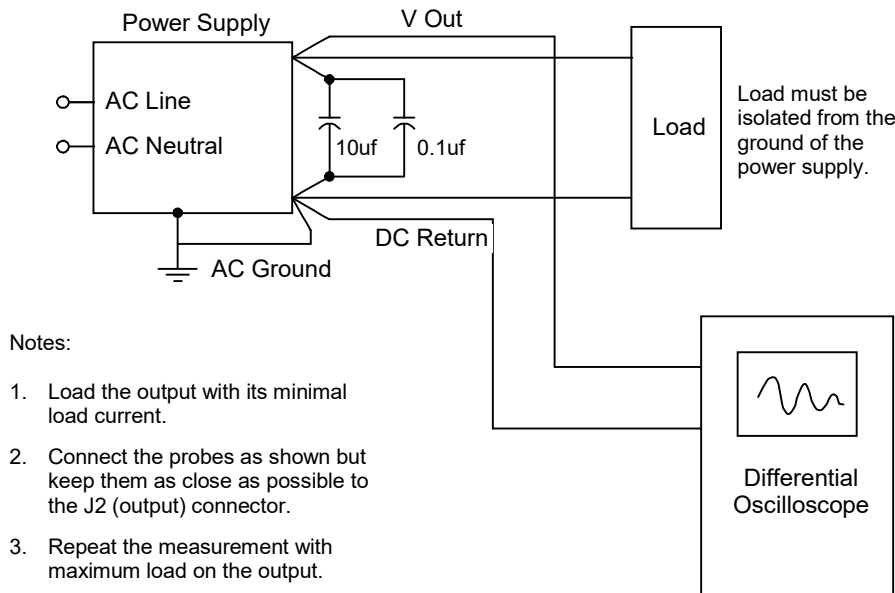 Power Supply
V Out
AC Line
AC Neutral
10uf
0.1uf
Load
Load must be
isolated from the
ground of the
power supply.
DC Return
AC Ground
Notes:
1. Load the output with its minimal
load current.
2. Connect the probes as shown but
keep them as close as possible to
the J2 (output) connector.
3. Repeat the measurement with
maximum load on the output.
Differential
Oscilloscope